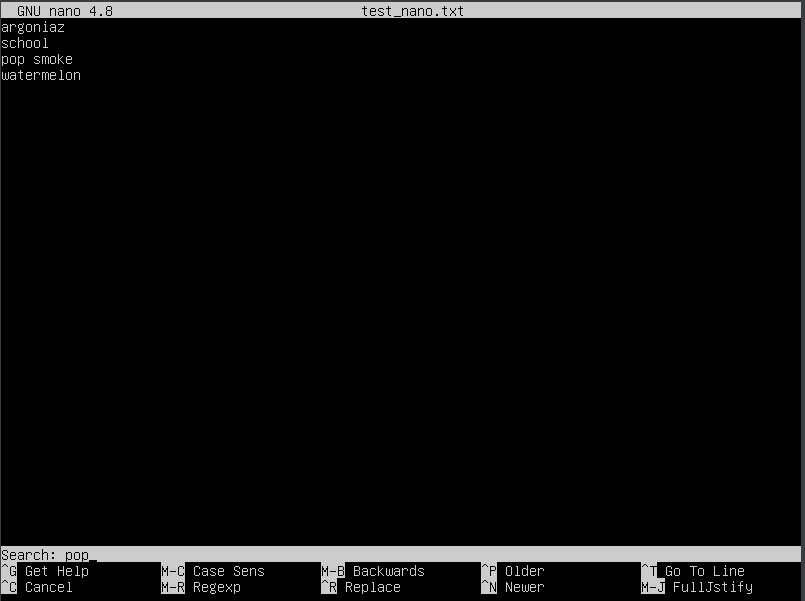 GNU nano 4.8 test_nano.txt
argoniaz
school
pop smoke
watermelon
Search: pop_
^G Get Help M-C Case Sens M-B Backwards ^P Older ^T Go To Line
^C Cancel M-R Regexp ^R Replace ^N Newer M-J FullJstify